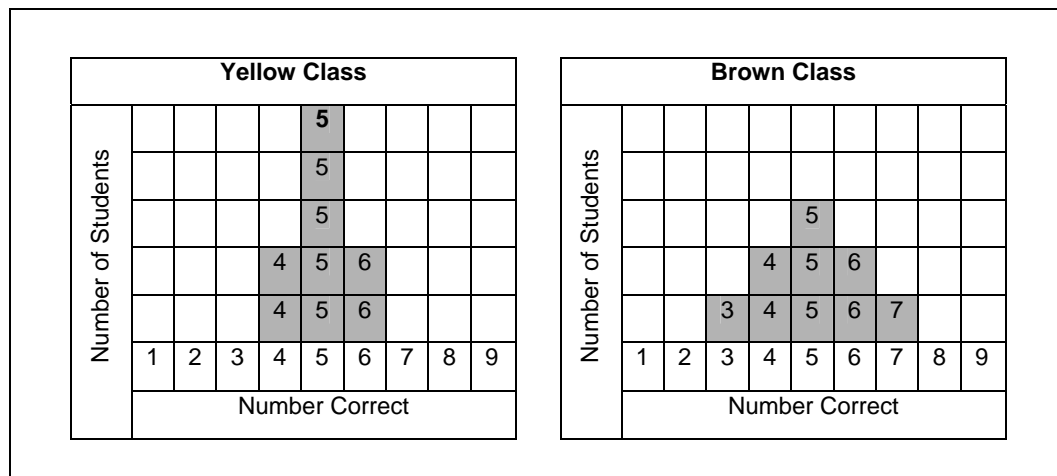 Yellow Class
Number of Students
5
5
5
4 5 6
4 5 6
1 2 3 4 5 6 7 8 9
Number Correct
Brown Class
Number of Students
5
4 5 6
3 4 5 6 7
1 2 3 4 5 6 7 8 9
Number Correct